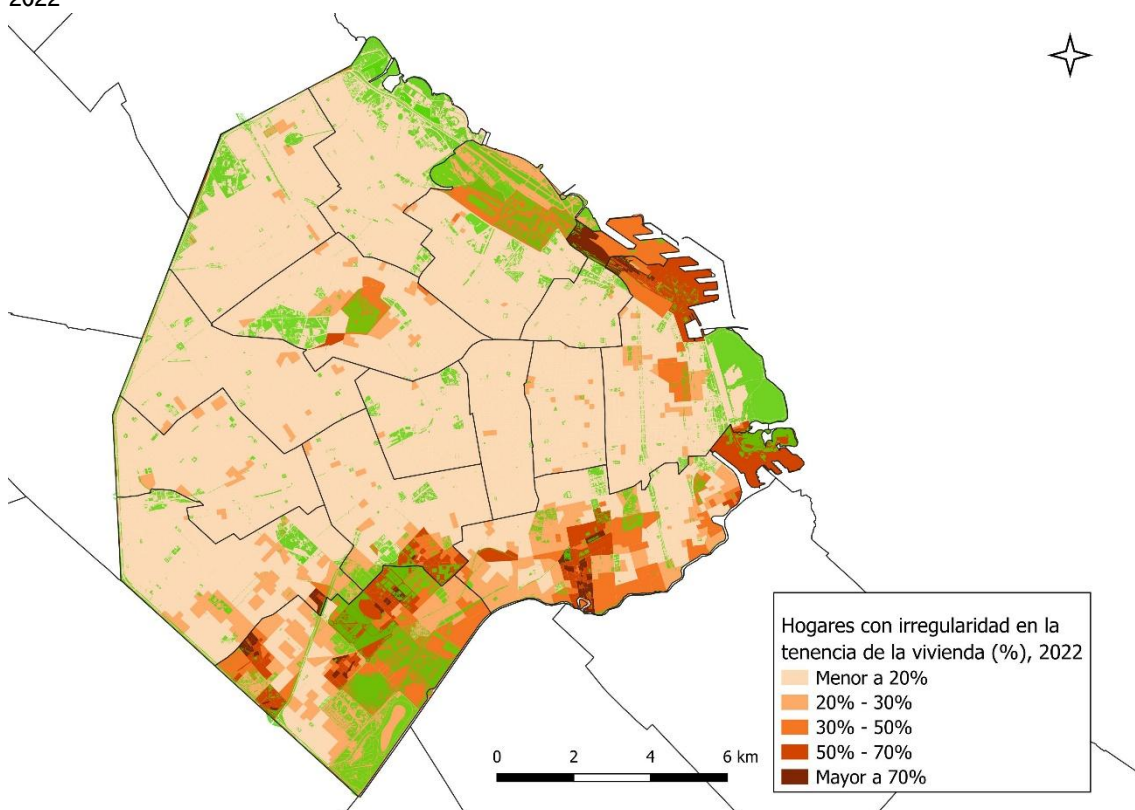 2022
Hogares con irregularidad en la
tenencia de la vivienda (%), 2022
Menor a 20%
20% - 30%
30% - 50%
50% - 70%
Mayor a 70%
0 2 4 6 km